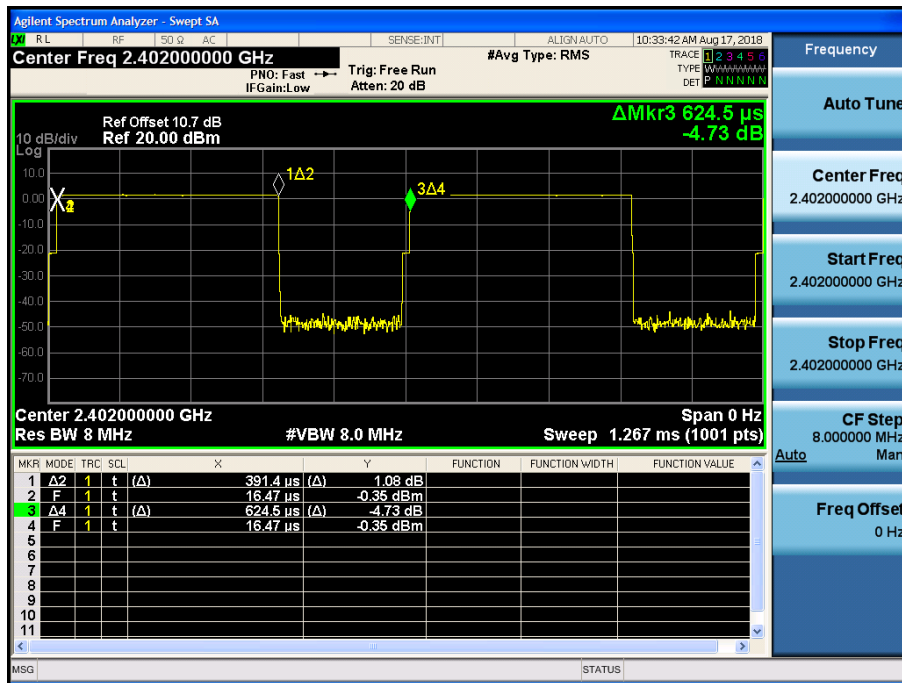 Agilent Spectrum Analyzer - Swept SA
LXI RL RF 50 Ω AC SENSE:INT ALIGN AUTO 10:33:42 AM Aug 17, 2018
Center Freq 2.402000000 GHz #Avg Type: RMS TRACE 1 2 3 4 5 6
PNO: Fast Trig: Free Run TYPE WWWWWW
IFGain:Low Atten: 20 dB DET P N N N N N
ΔMkr3 624.5 µs
-4.73 dB
Ref Offset 10.7 dB
10 dB/div Ref 20.00 dBm
Log
10.0
0.00
-10.0
-20.0
-30.0
-40.0
-50.0
-60.0
-70.0
1Δ2
3Δ4
Center 2.402000000 GHz Span 0 Hz
Res BW 8 MHz #VBW 8.0 MHz Sweep 1.267 ms (1001 pts)
MKR MODE TRC SCL X Y FUNCTION FUNCTION WIDTH FUNCTION VALUE
1 Δ2 1 t (Δ) 391.4 µs (Δ) 1.08 dB
2 F 1 t 16.47 µs -0.35 dBm
3 Δ4 1 t (Δ) 624.5 µs (Δ) -4.73 dB
4 F 1 t 16.47 µs -0.35 dBm
5
6
7
8
9
10
11
MSG STATUS
Frequency
Auto Tune
Center Freq
2.402000000 GHz
Start Freq
2.402000000 GHz
Stop Freq
2.402000000 GHz
CF Step
8.000000 MHz
Auto Man
Freq Offset
0 Hz